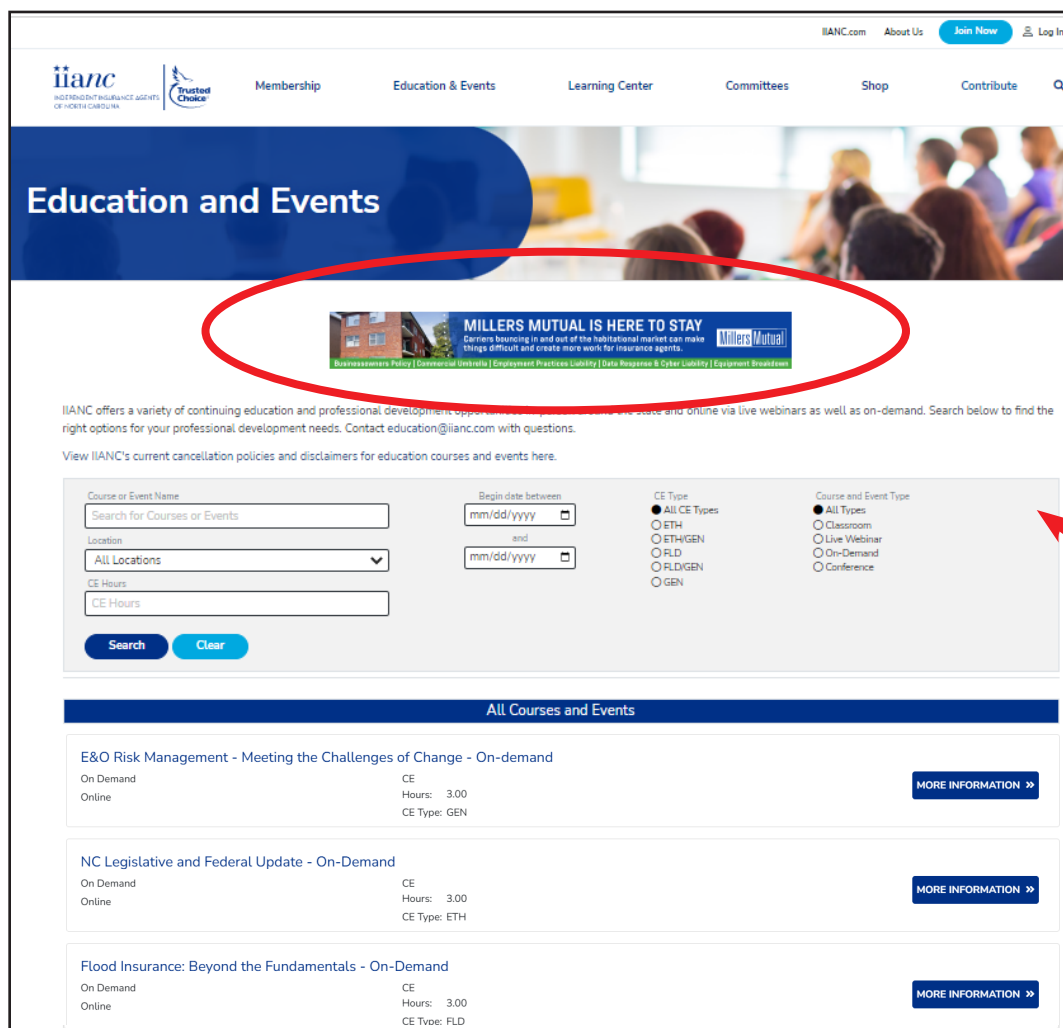 IIANC.com About Us Join Now Log In
iianc
INDEPENDENT INSURANCE AGENTS
OF NORTH CAROLINA
Trusted
Choice
Membership Education & Events Learning Center Committees Shop Contribute
Education and Events
MILLERS MUTUAL IS HERE TO STAY
Carriers bouncing in and out of the habitational market can make
things difficult and create more work for insurance agents.
Millers Mutual
Businessowners Policy | Commercial Umbrella | Employment Practices Liability | Data Response & Cyber Liability | Equipment Breakdown
IIANC offers a variety of continuing education and professional development around the state and online via live webinars as well as on-demand. Search below to find the
right options for your professional development needs. Contact education@iianc.com with questions.
View IIANC's current cancellation policies and disclaimers for education courses and events here.
Course or Event Name
Search for Courses or Events
Location
All Locations
CE Hours
CE Hours
Search Clear
Begin date between
mm/dd/yyyy
and
mm/dd/yyyy
CE Type
All CE Types
ETH
ETH/GEN
FLD
FLD/GEN
GEN
Course and Event Type
All Types
Classroom
Live Webinar
On-Demand
Conference
All Courses and Events
E&O Risk Management - Meeting the Challenges of Change - On-demand
On Demand
Online
CE
Hours: 3.00
CE Type: GEN
MORE INFORMATION »
NC Legislative and Federal Update - On-Demand
On Demand
Online
CE
Hours: 3.00
CE Type: ETH
MORE INFORMATION »
Flood Insurance: Beyond the Fundamentals - On-Demand
On Demand
Online
CE
Hours: 3.00
CE Type: FLD
MORE INFORMATION »